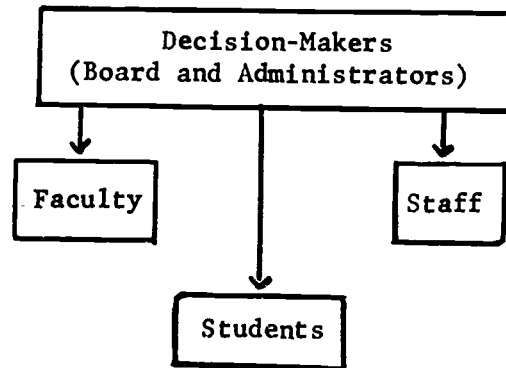 Decision-Makers
(Board and Administrators)
Faculty
Staff
Students